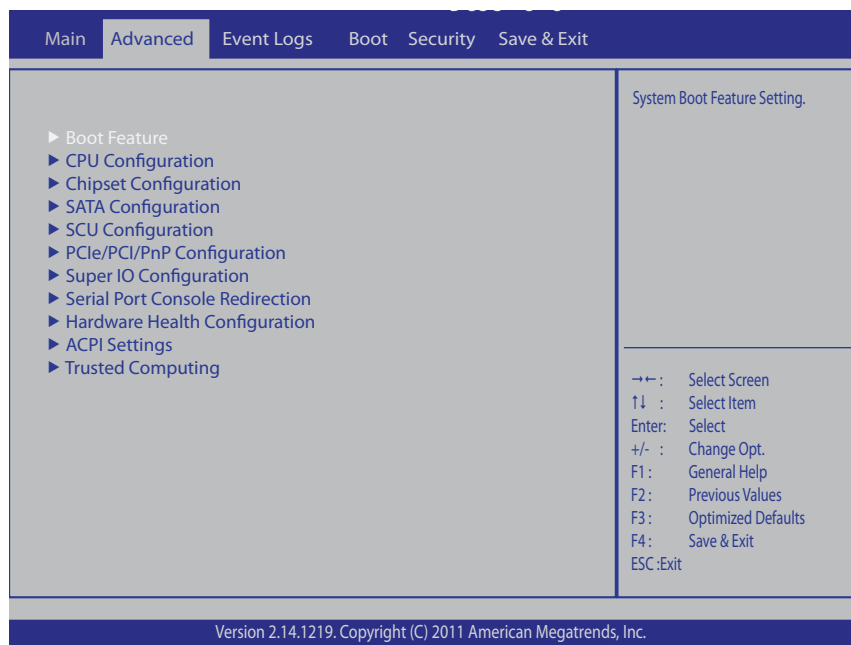 Main Advanced Event Logs Boot Security Save & Exit
System Boot Feature Setting.
▶ Boot Feature
▶ CPU Configuration
▶ Chipset Configuration
▶ SATA Configuration
▶ SCU Configuration
▶ PCIe/PCI/PnP Configuration
▶ Super IO Configuration
▶ Serial Port Console Redirection
▶ Hardware Health Configuration
▶ ACPI Settings
▶ Trusted Computing
→←: Select Screen
↑↓ : Select Item
Enter: Select
+/- : Change Opt.
F1 : General Help
F2 : Previous Values
F3 : Optimized Defaults
F4 : Save & Exit
ESC :Exit
Version 2.14.1219. Copyright (C) 2011 American Megatrends, Inc.